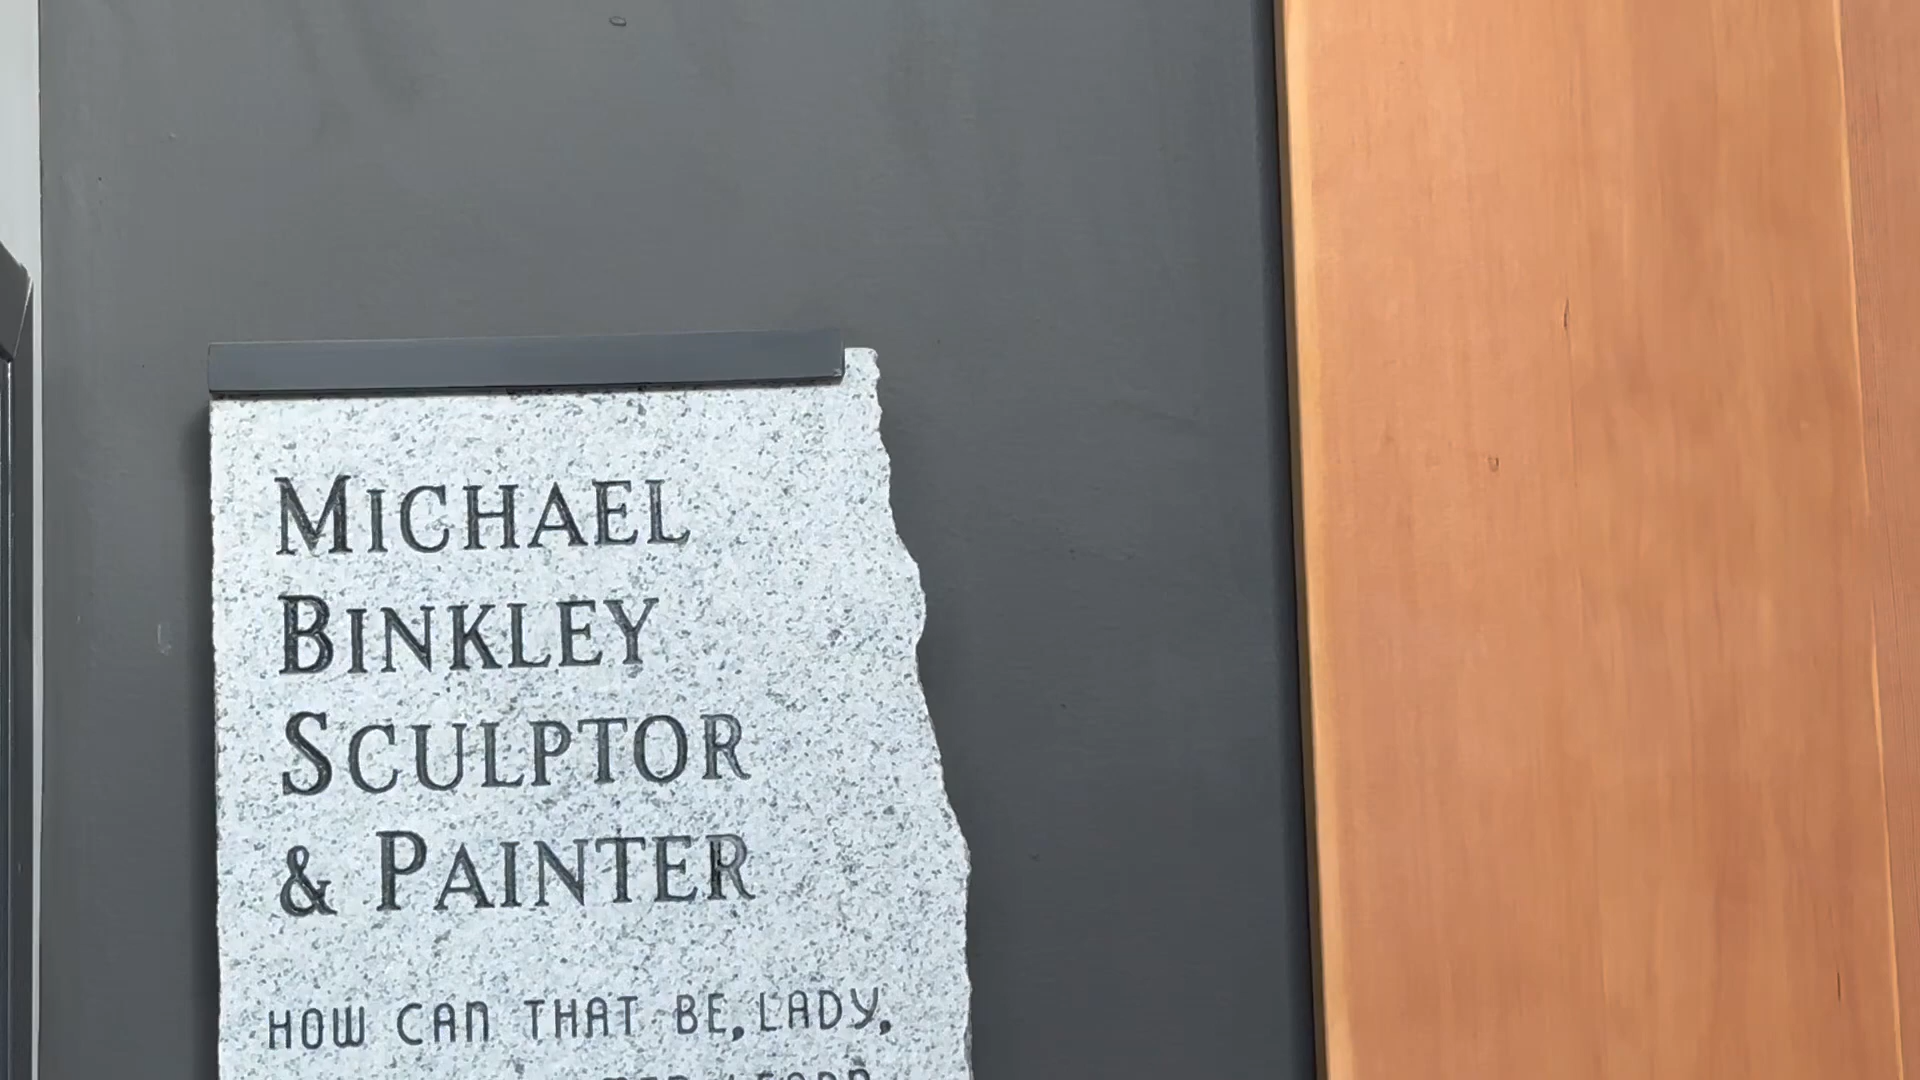 MICHAEL
BINKLEY
SCULPTOR
& PAINTER
HOW CAN THAT BE, LADY,